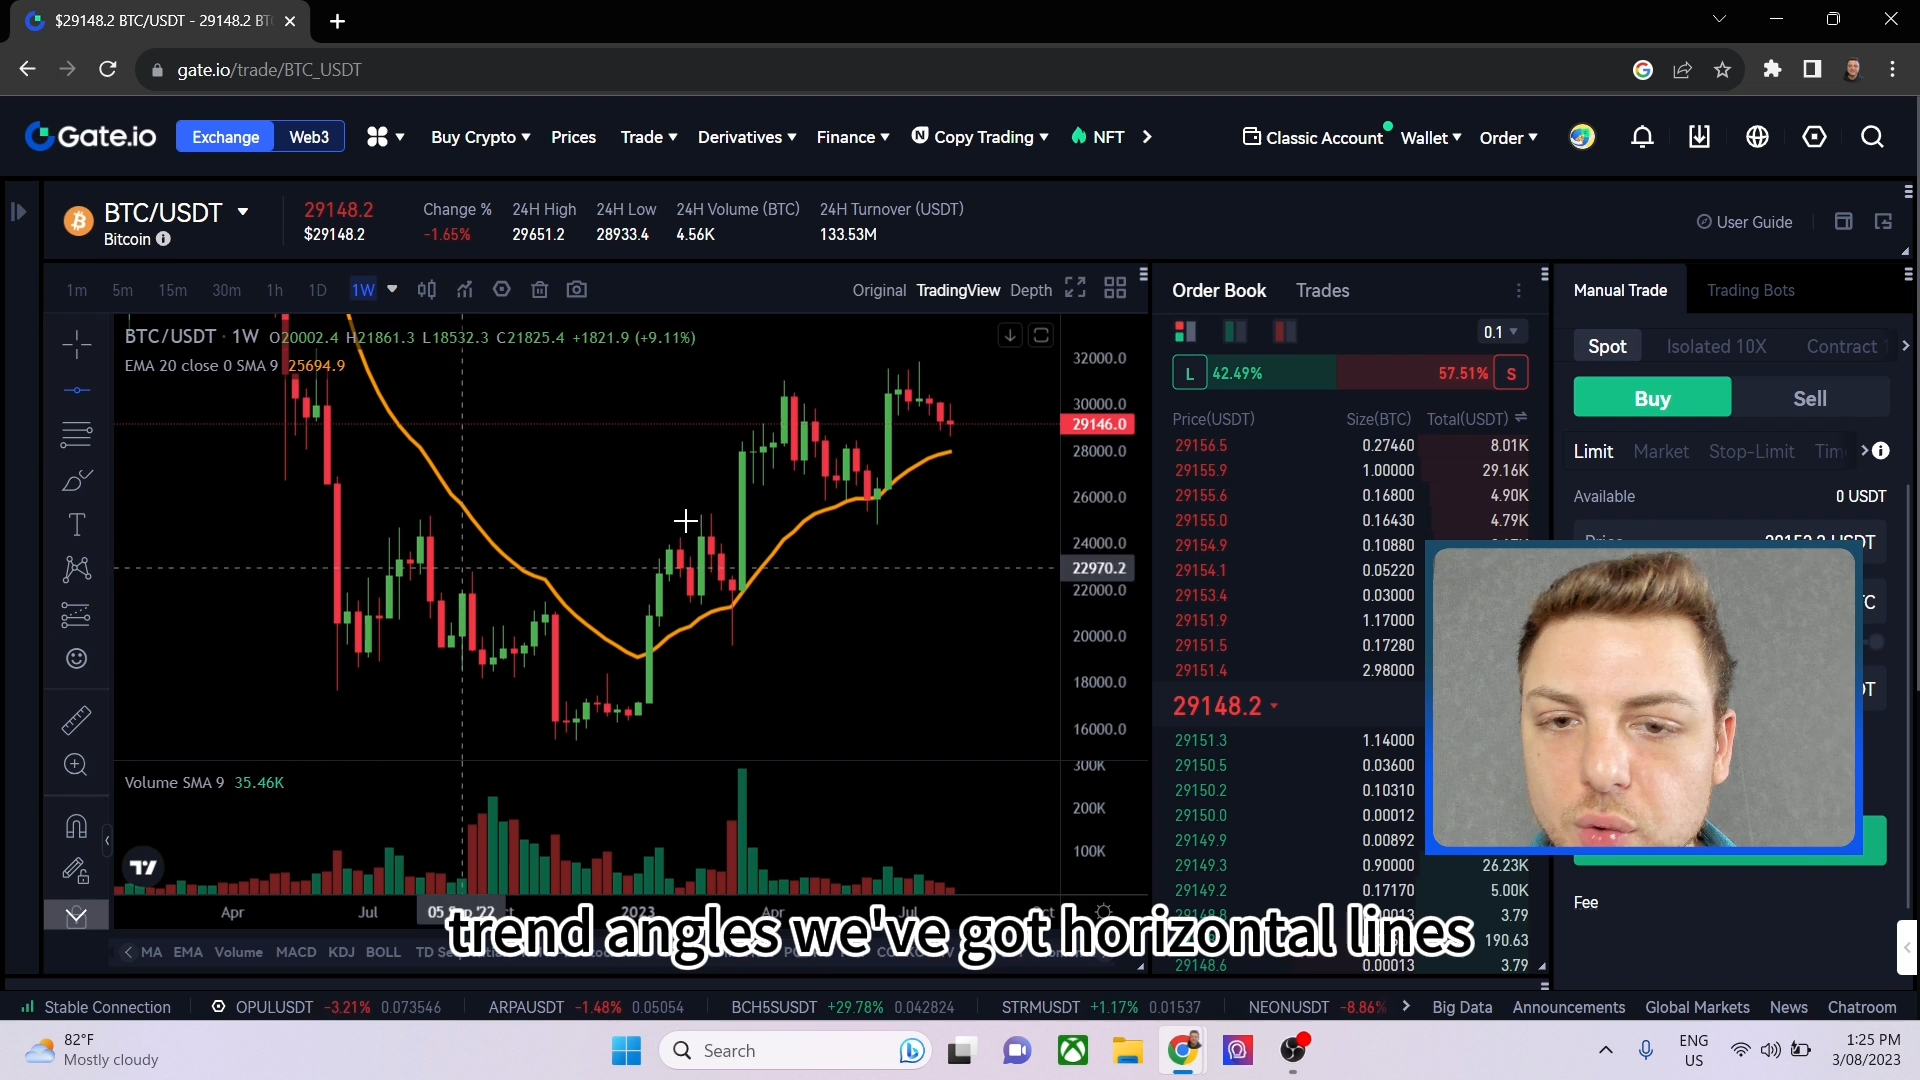 $29148.2 BTC/USDT - 29148.2 BT
gate.io/trade/BTC_USDT
Gate.io
Exchange Web3 Buy Crypto Prices Trade Derivatives Finance Copy Trading NFT Classic Account Wallet Order
BTC/USDT
Bitcoin
29148.2
$29148.2
Change % 24H High 24H Low 24H Volume (BTC) 24H Turnover (USDT)
-1.65% 29651.2 28933.4 4.56K 133.53M
User Guide
1m 5m 15m 30m 1h 1D 1W Original TradingView Depth
BTC/USDT · 1W O20002.4 H21861.3 L18532.3 C21825.4 +1821.9 (+9.11%)
EMA 20 close 0 SMA 9 25694.9
32000.0
30000.0
29146.0
28000.0
26000.0
24000.0
22970.2
22000.0
20000.0
18000.0
16000.0
Volume SMA 9 35.46K
300K
200K
100K
Apr Jul 05 Sep '22 2023 Apr Jul Oct
MA EMA Volume MACD KDJ BOLL
Order Book Trades
0.1
L 42.49% 57.51% S
Price(USDT) Size(BTC) Total(USDT)
29156.5 0.27460 8.01K
29155.9 1.00000 29.16K
29155.6 0.16800 4.90K
29155.0 0.16430 4.79K
29154.9 0.10880
29154.1 0.05220
29153.4 0.03000
29151.9 1.17000
29151.5 0.17280
29151.4 2.98000
29148.2
29151.3 1.14000
29150.5 0.03600
29150.2 0.10310
29150.0 0.00012
29149.9 0.00892
29149.3 0.90000 26.23K
29149.2 0.17170 5.00K
3.79
190.63
29148.6 0.00013 3.79
Manual Trade Trading Bots
Spot Isolated 10X Contract
Buy Sell
Limit Market Stop-Limit Tim
Available 0 USDT
Fee
trend angles we've got horizontal lines
Stable Connection OPULUSDT -3.21% 0.073546 ARPAUSDT -1.48% 0.05054 BCH5SUSDT +29.78% 0.042824 STRMUSDT +1.17% 0.01537 NEONUSDT -8.86% Big Data Announcements Global Markets News Chatroom
82°F
Mostly cloudy
Search
ENG
US
1:25 PM
3/08/2023